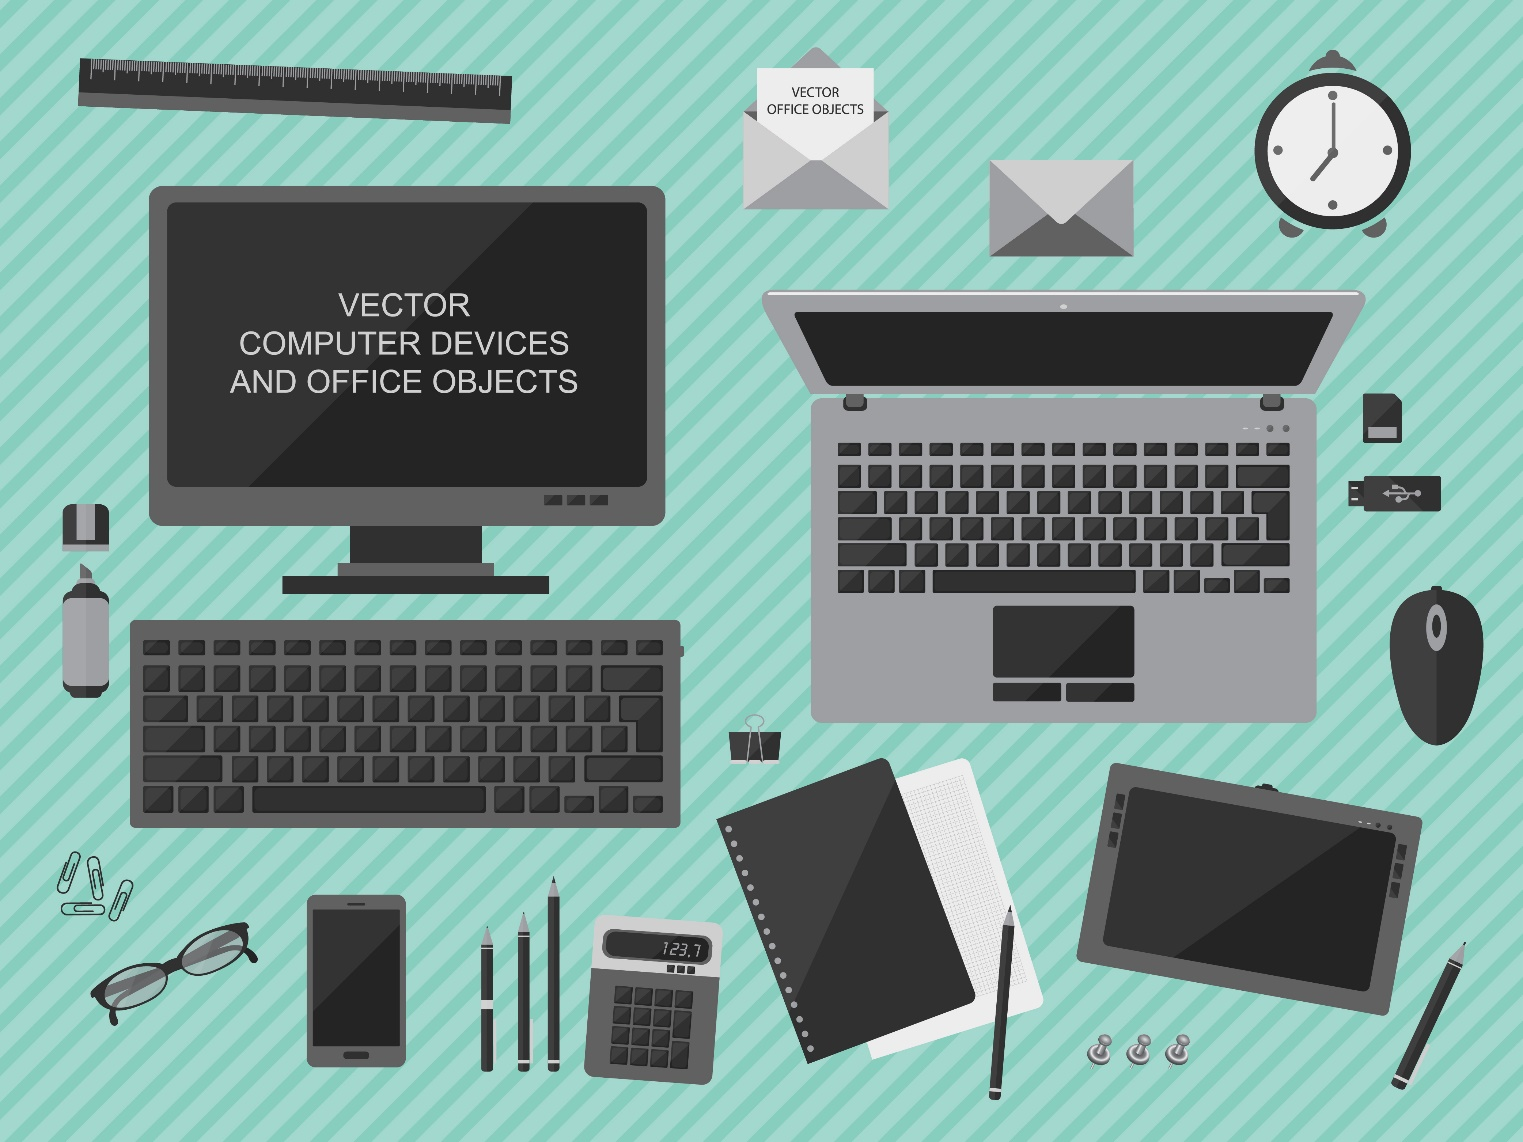 VECTOR
OFFICE OBJECTS
VECTOR
COMPUTER DEVICES
AND OFFICE OBJECTS
123.7